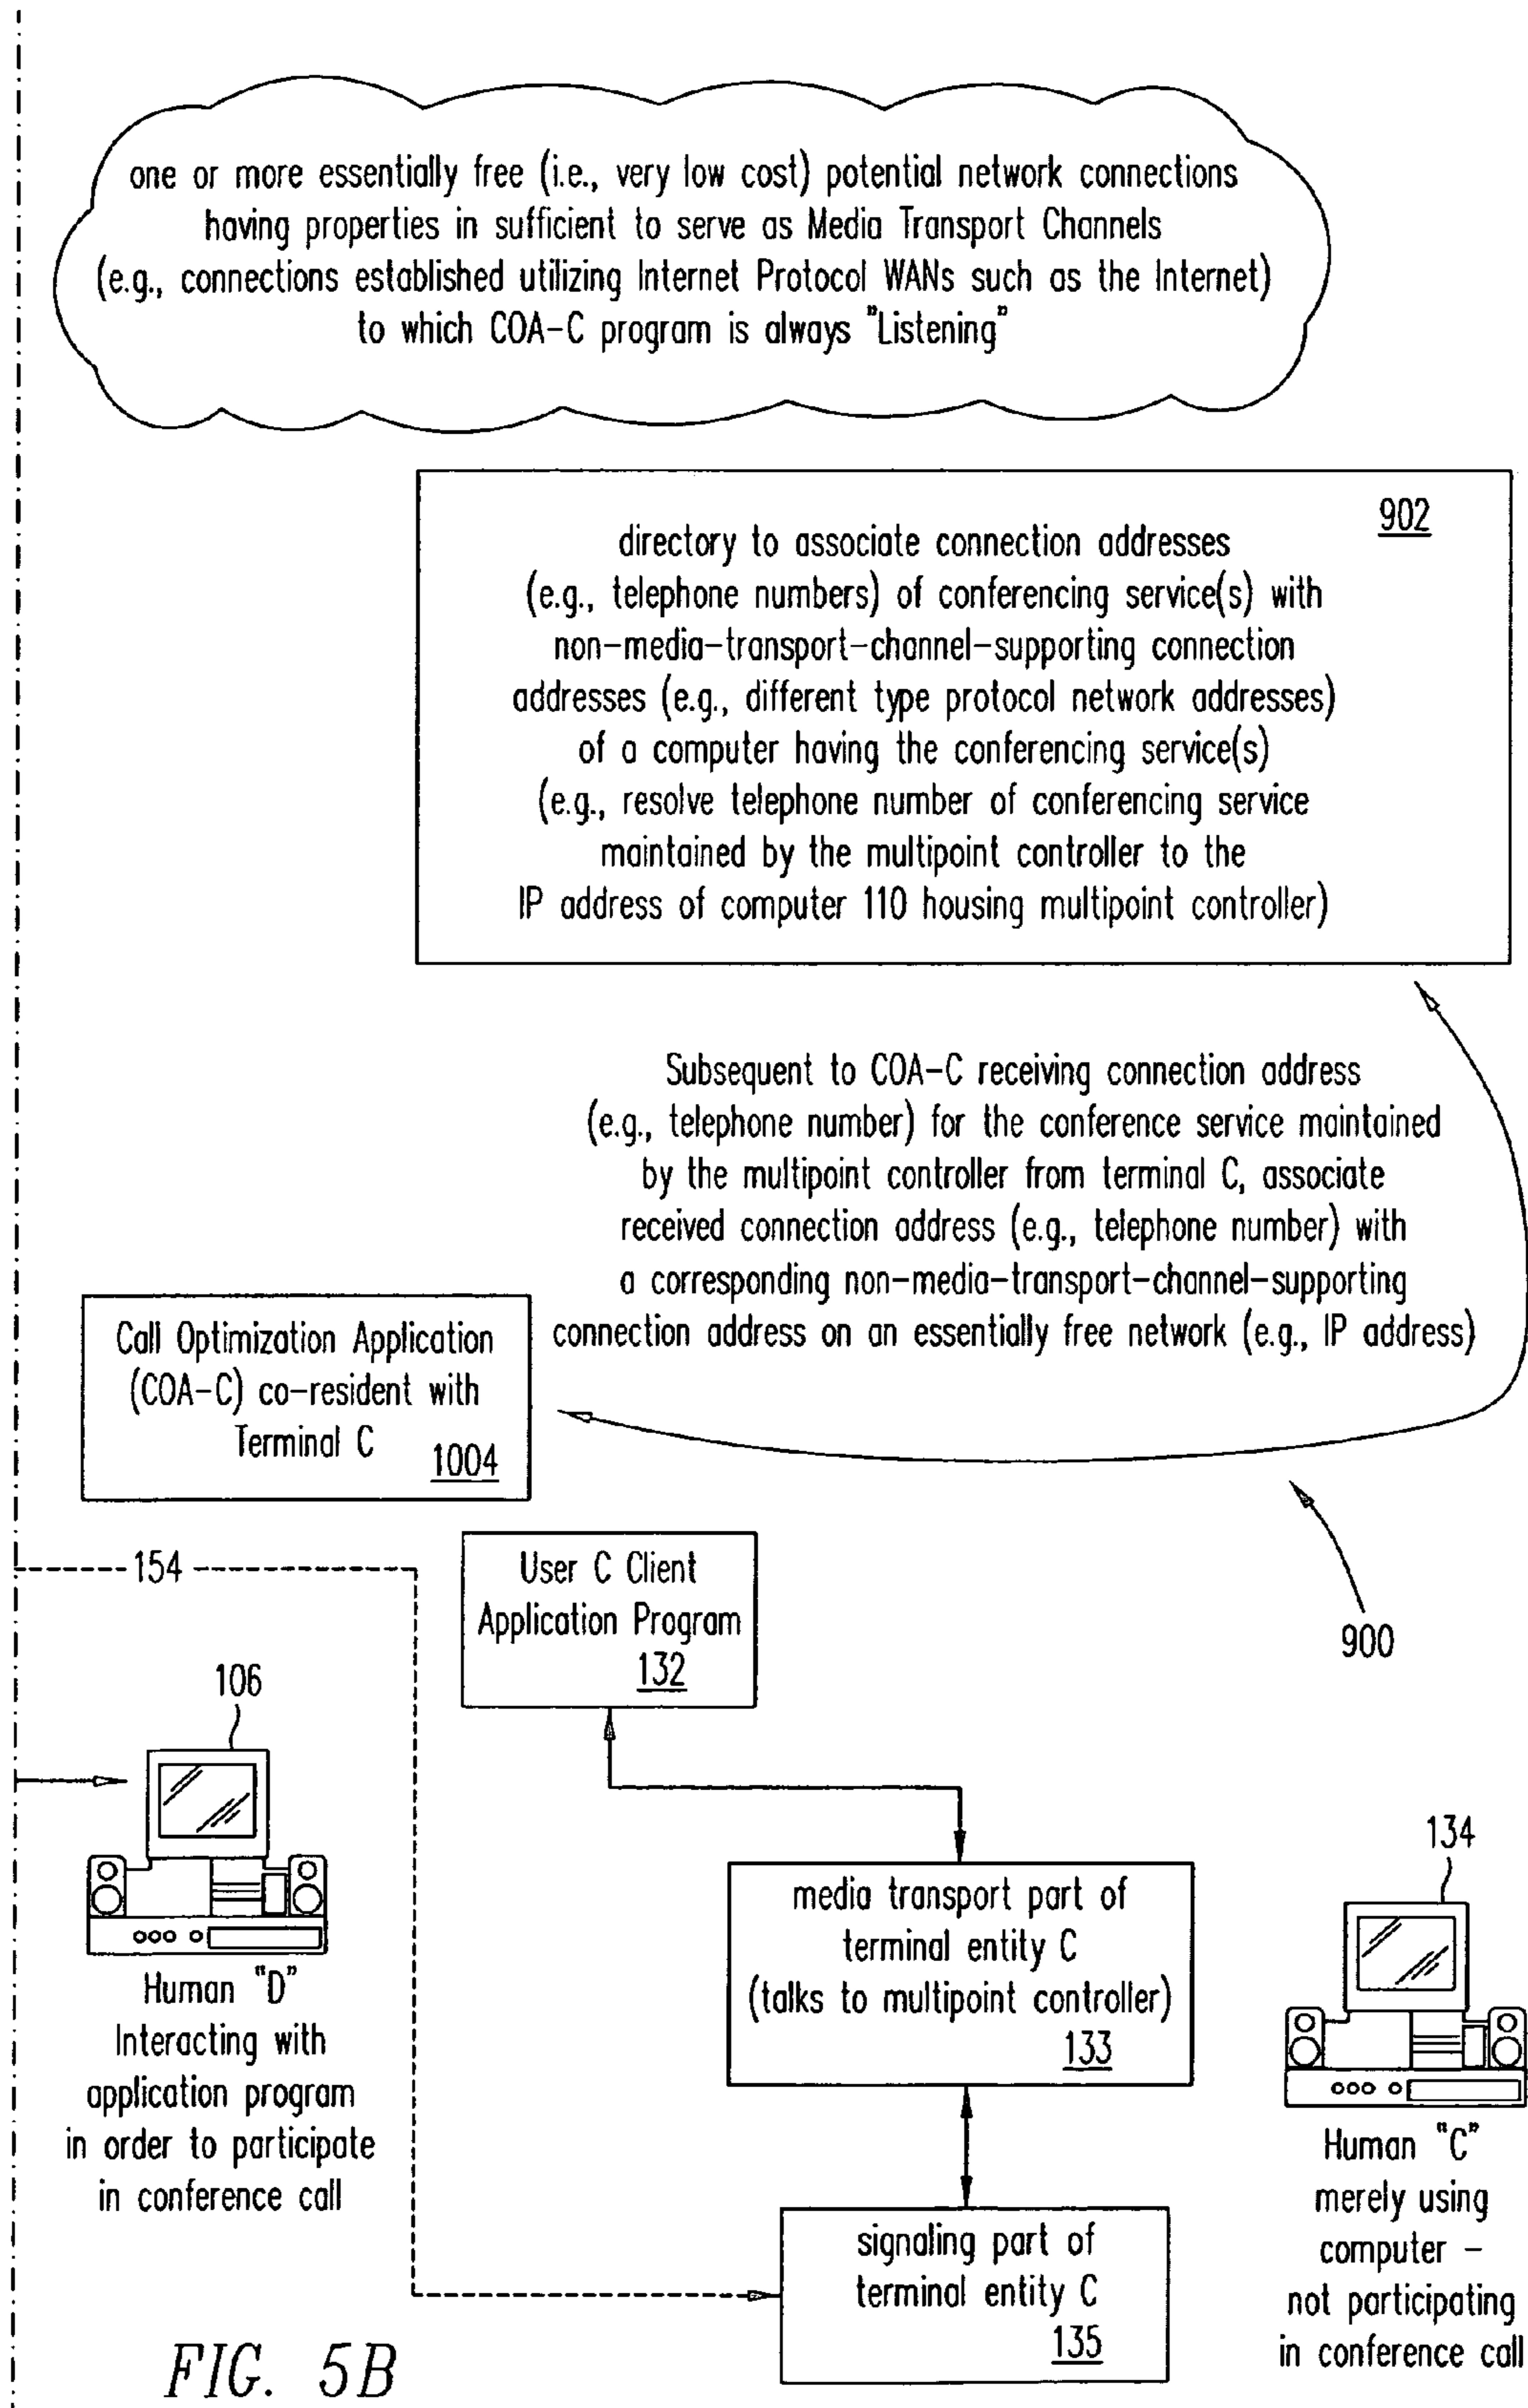 one or more essentially free (i.e., very low cost) potential network connections
having properties in sufficient to serve as Media Transport Channels
(e.g., connections established utilizing Internet Protocol WANs such as the Internet)
to which COA-C program is always "Listening"
902
directory to associate connection addresses
(e.g., telephone numbers) of conferencing service(s) with
non-media-transport-channel-supporting connection
addresses (e.g., different type protocol network addresses)
of a computer having the conferencing service(s)
(e.g., resolve telephone number of conferencing service
maintained by the multipoint controller to the
IP address of computer 110 housing multipoint controller)
Subsequent to COA-C receiving connection address
(e.g., telephone number) for the conference service maintained
by the multipoint controller from terminal C, associate
received connection address (e.g., telephone number) with
a corresponding non-media-transport-channel-supporting
connection address on an essentially free network (e.g., IP address)
Call Optimization Application
(COA-C) co-resident with
Terminal C
1004
900
154
User C Client
Application Program
132
106
Human "D"
Interacting with
application program
in order to participate
in conference call
media transport part of
terminal entity C
(talks to multipoint controller)
133
134
Human "C"
merely using
computer -
not participating
in conference call
signaling part of
terminal entity C
135
FIG. 5B